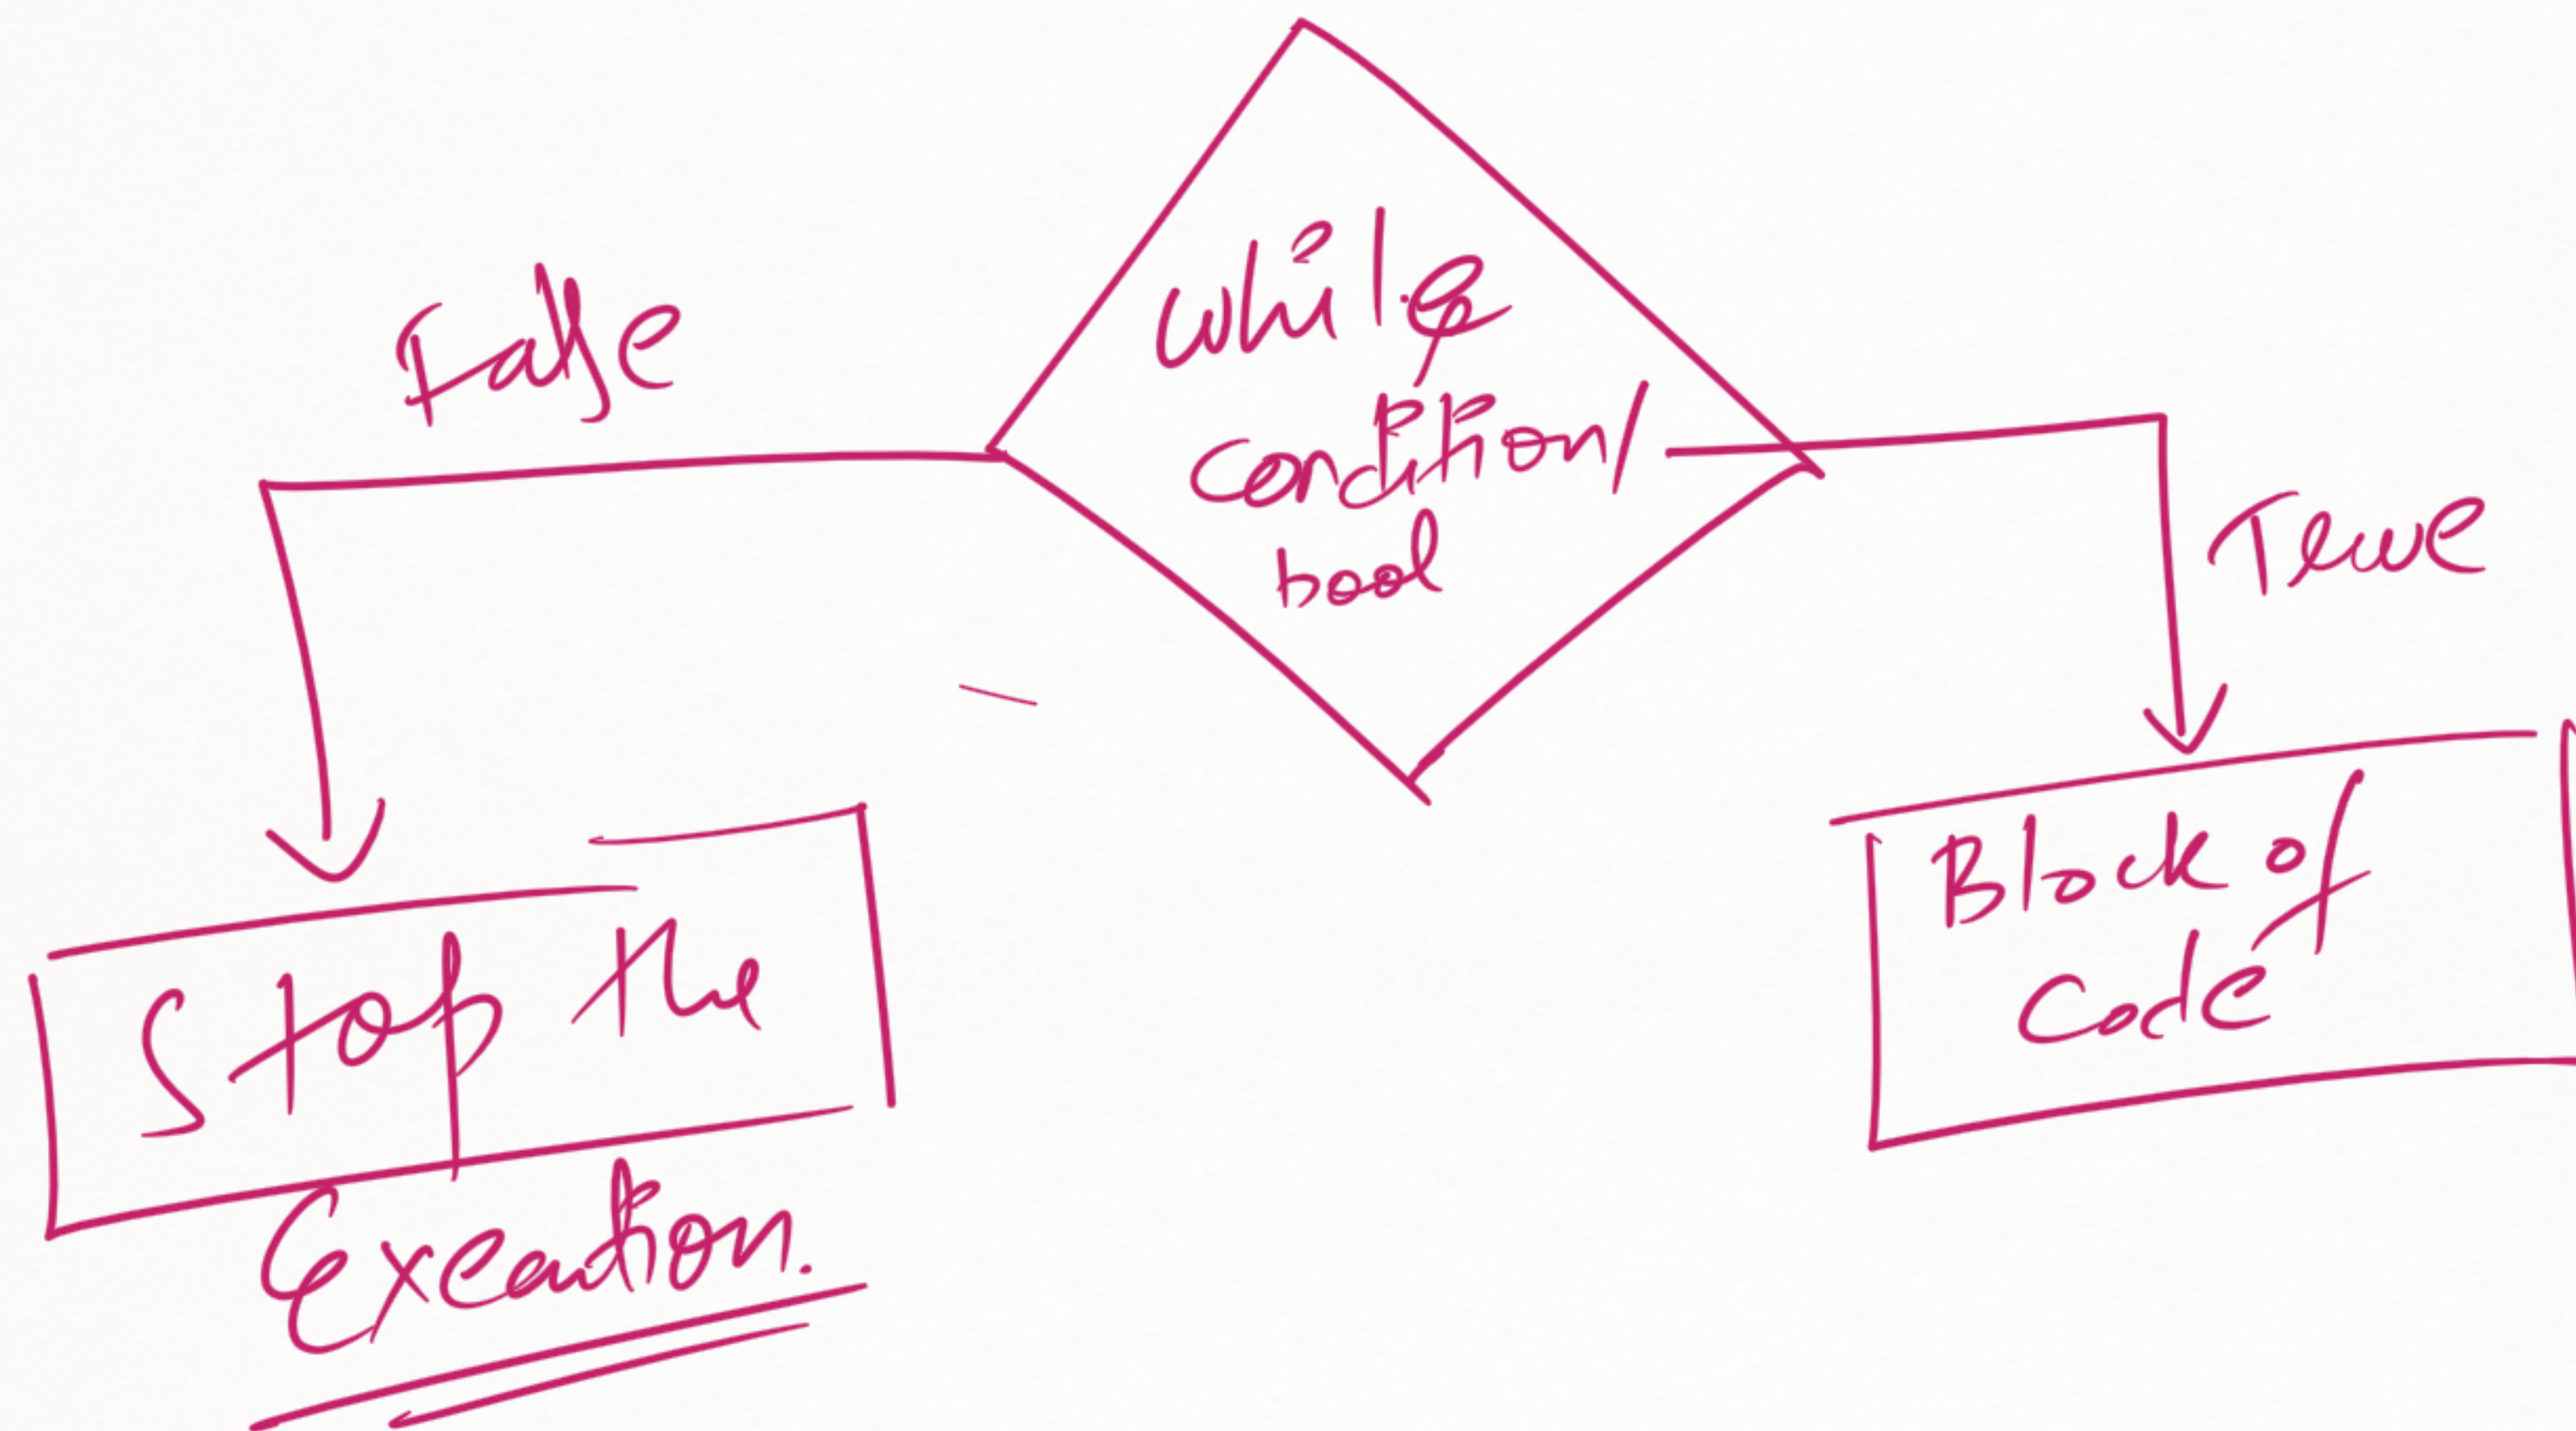 while
condition/
bool
False
True
Stop the
Execution.
Block of
Code